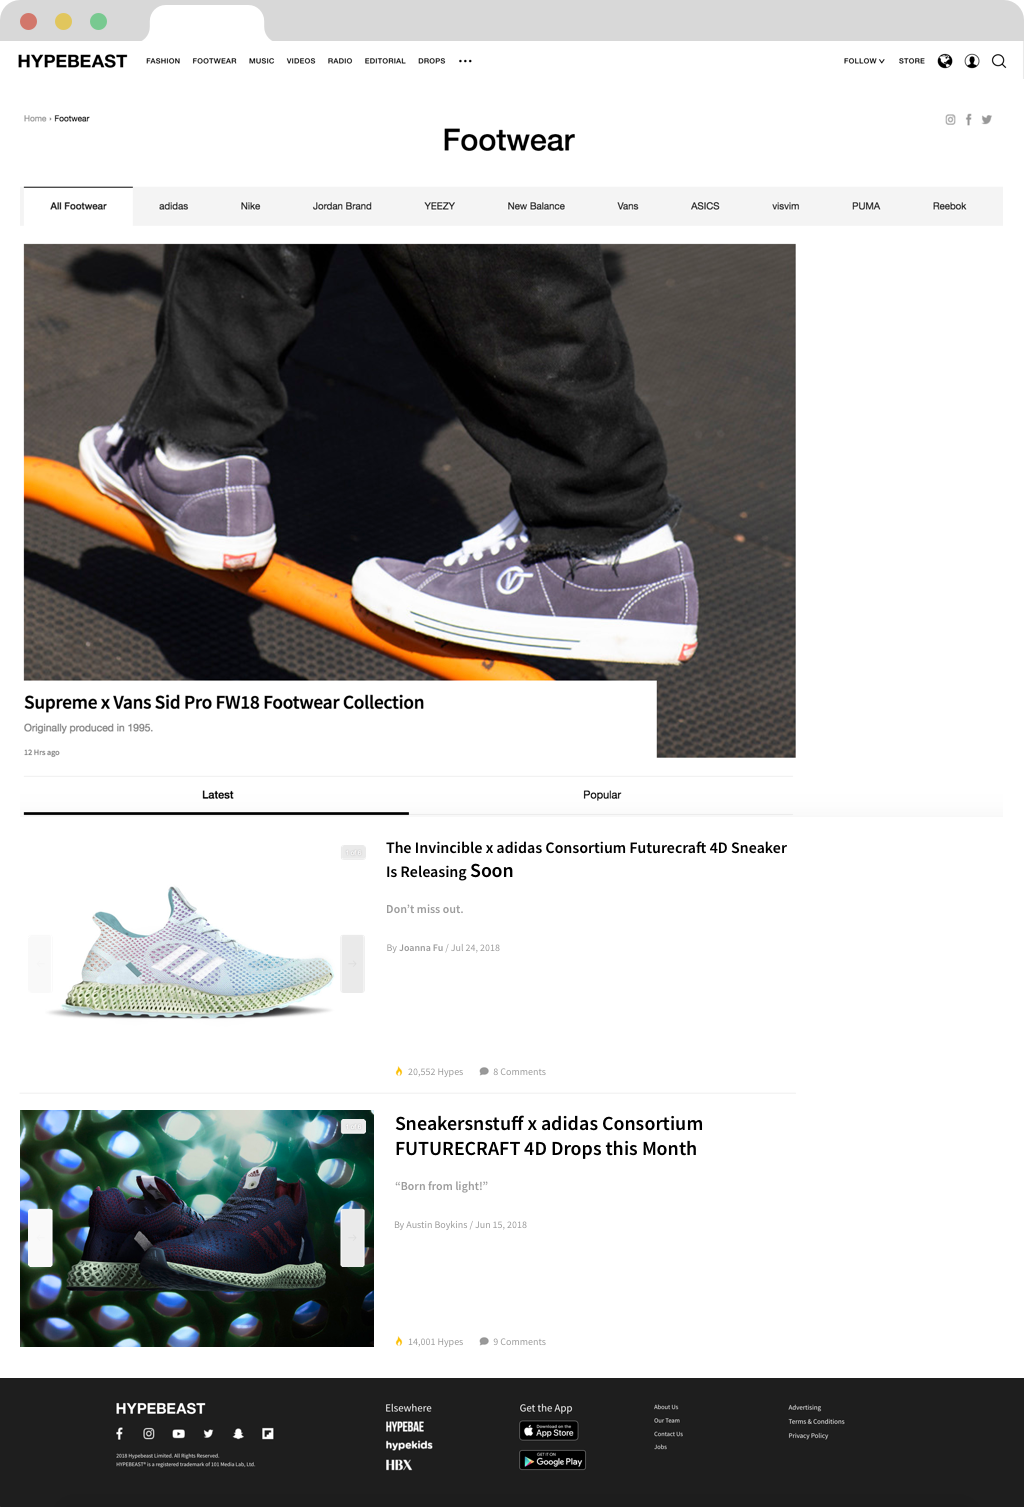 HYPEBEAST FASHION FOOTWEAR MUSIC VIDEOS RADIO EDITORIAL DROPS ••• FOLLOW STORE
Home › Footwear
Footwear
All Footwear adidas Nike Jordan Brand YEEZY New Balance Vans ASICS visvim PUMA Reebok
Supreme x Vans Sid Pro FW18 Footwear Collection
Originally produced in 1995.
12 Hrs ago
Latest Popular
The Invincible x adidas Consortium Futurecraft 4D Sneaker
Is Releasing Soon
Don't miss out.
By Joanna Fu / Jul 24, 2018
20,552 Hypes 8 Comments
Sneakersnstuff x adidas Consortium
FUTURECRAFT 4D Drops this Month
“Born from light!”
By Austin Boykins / Jun 15, 2018
14,001 Hypes 9 Comments
HYPEBEAST
2018 Hypebeast Limited. All Rights Reserved.
HYPEBEAST® is a registered trademark of 101 Media Lab, Ltd.
Elsewhere
HYPEBAE
hypekids
HBX
Get the App
Download on the
App Store
GET IT ON
Google Play
About Us
Our Team
Contact Us
Jobs
Advertising
Terms & Conditions
Privacy Policy